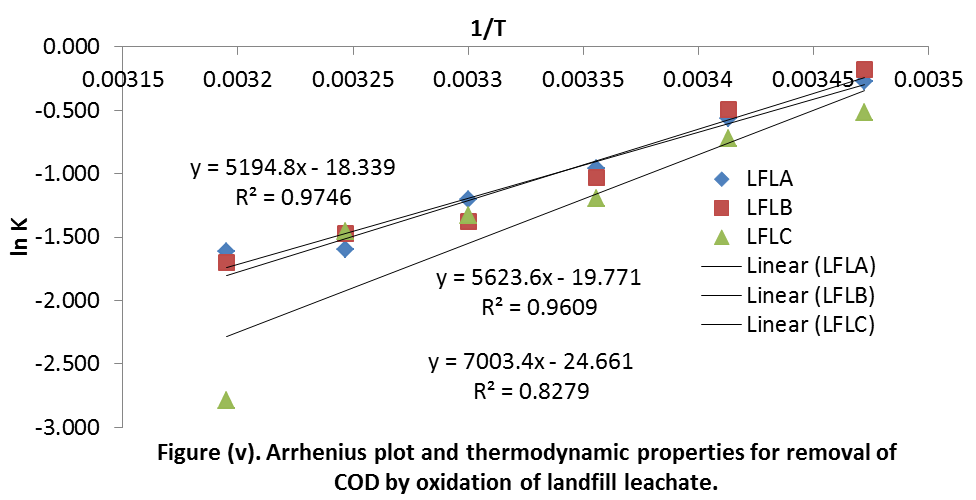 1/T
0.000
0.00315 0.0032 0.00325 0.0033 0.00335 0.0034 0.00345 0.0035
-0.500
-1.000
-1.500
-2.000
-2.500
-3.000
ln K
y = 5194.8x - 18.339
R² = 0.9746
y = 5623.6x - 19.771
R² = 0.9609
y = 7003.4x - 24.661
R² = 0.8279
LFLA
LFLB
LFLC
Linear (LFLA)
Linear (LFLB)
Linear (LFLC)
Figure (v). Arrhenius plot and thermodynamic properties for removal of
COD by oxidation of landfill leachate.